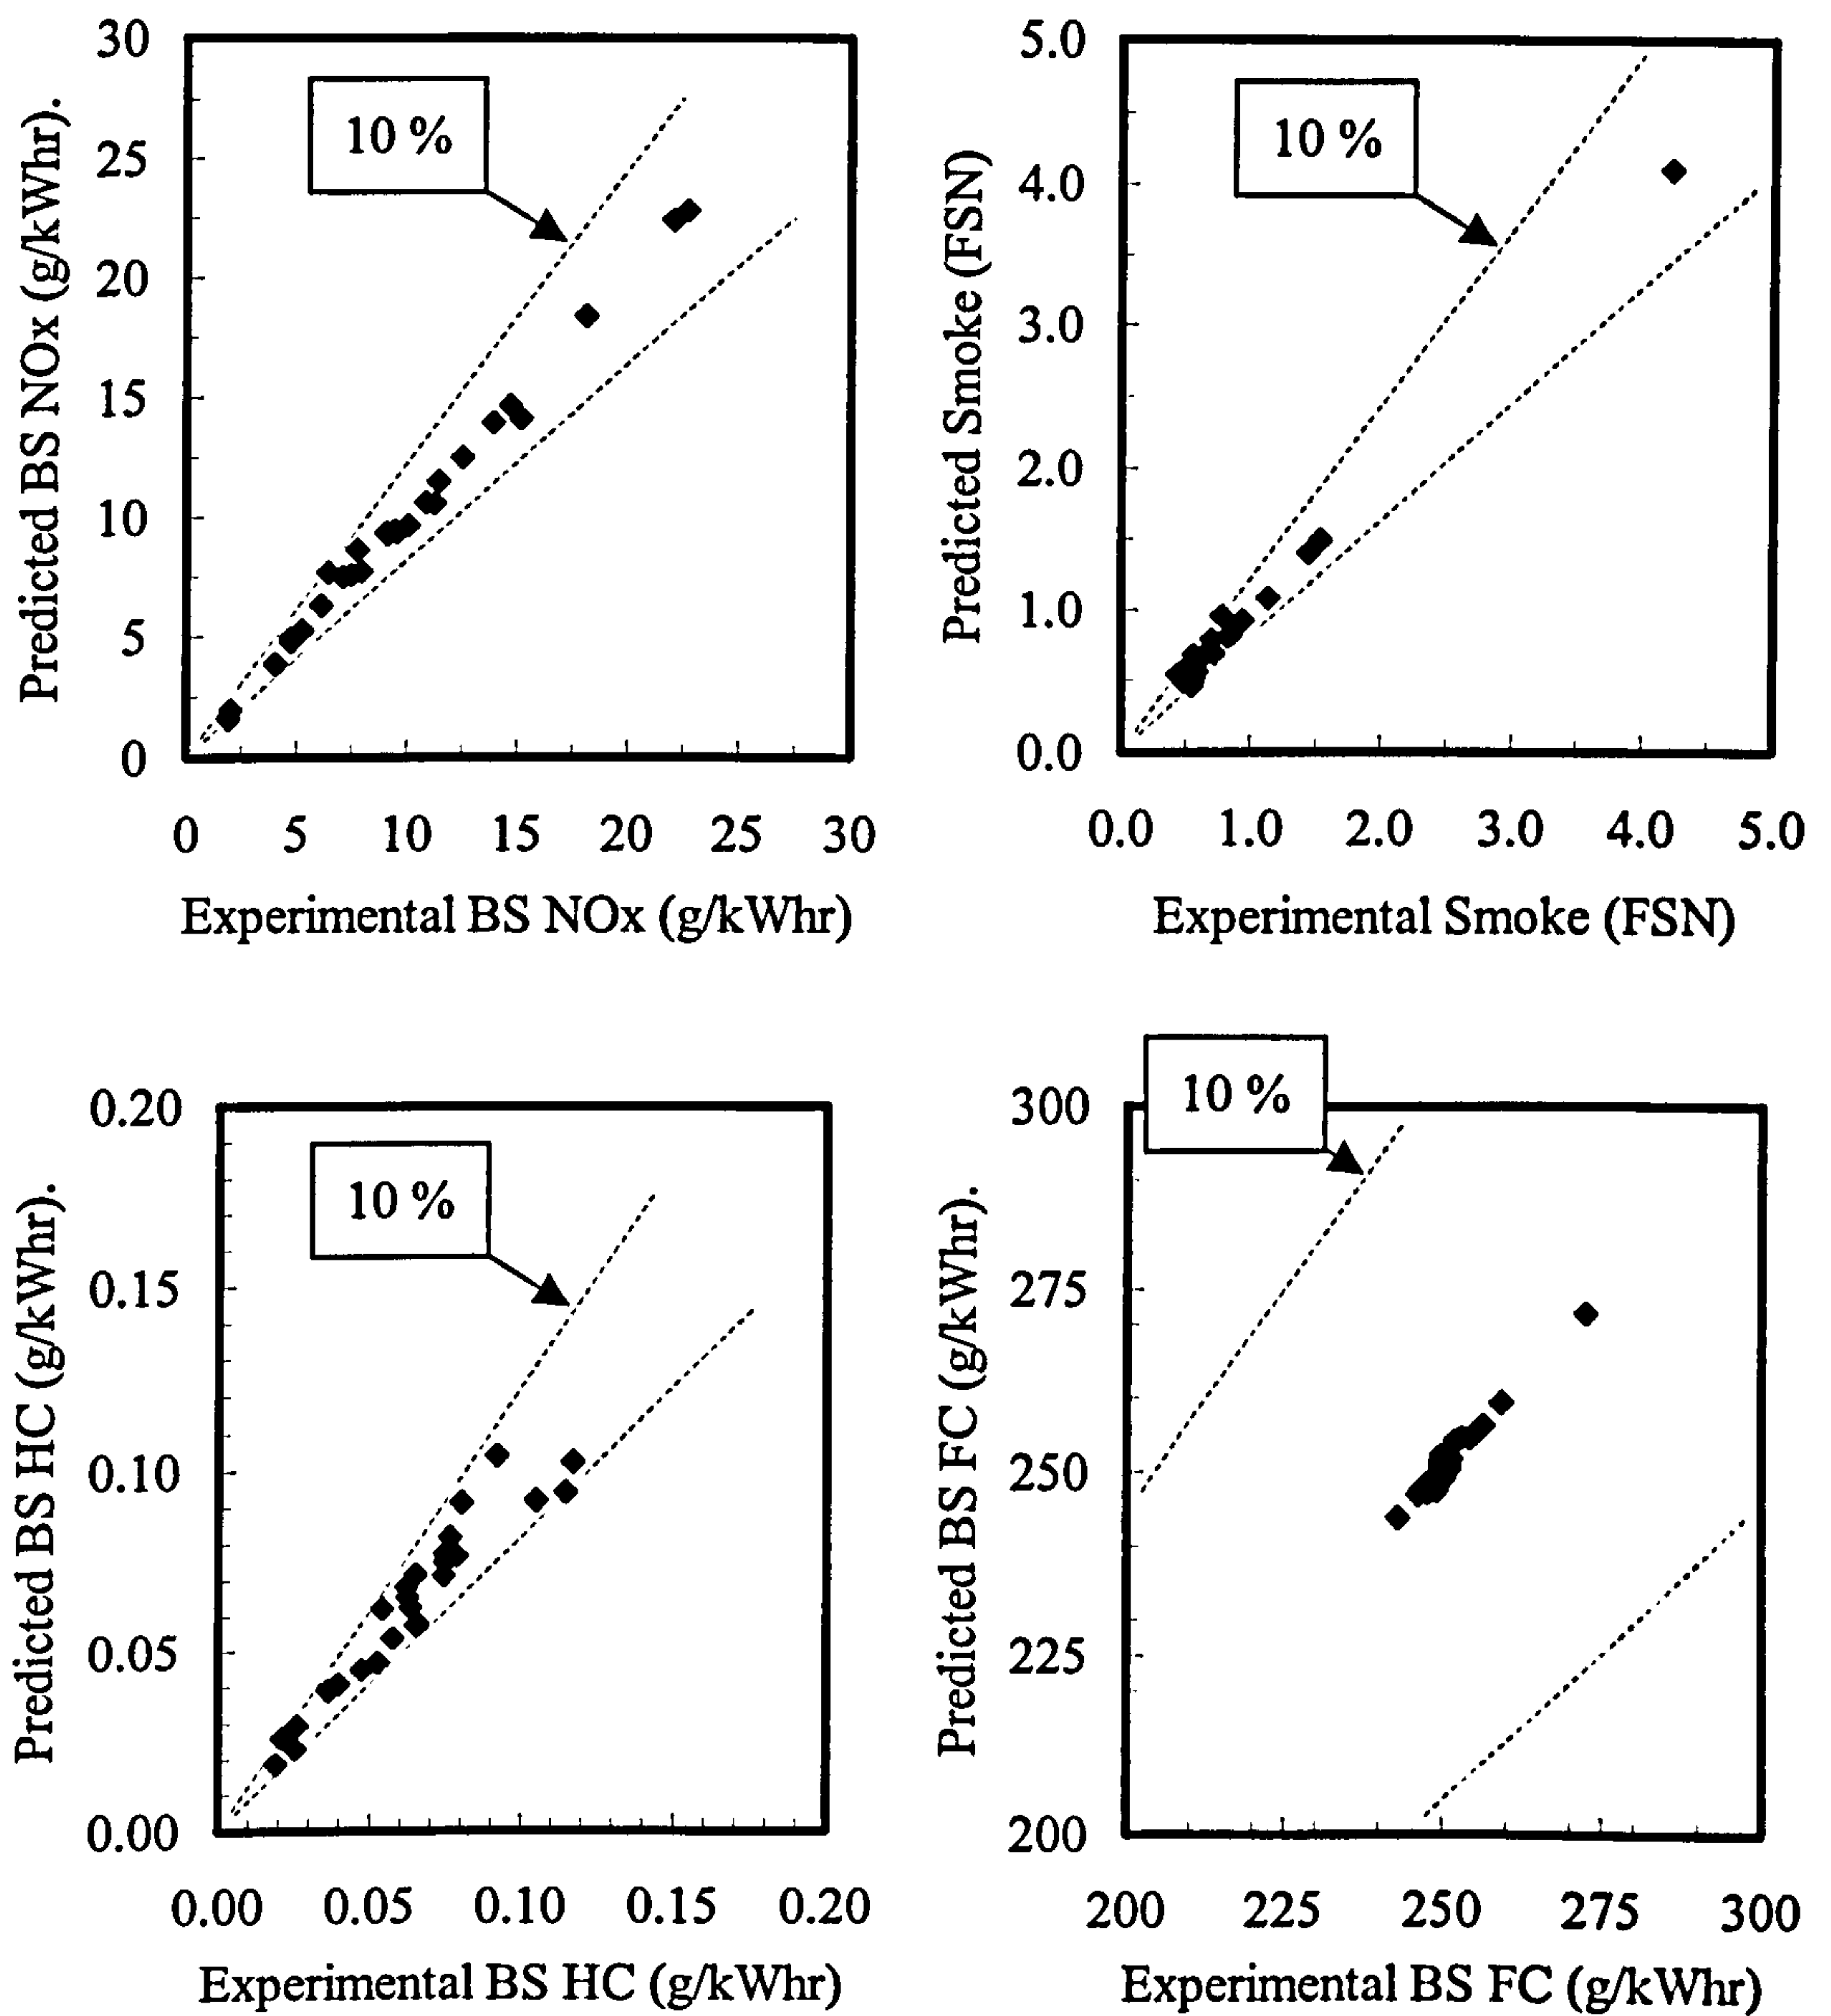 30
25
20
15
10
5
0
Predicted BS NOx (g/kWhr).
10 %
0 5 10 15 20 25 30
Experimental BS NOx (g/kWhr)
5.0
4.0
3.0
2.0
1.0
0.0
Predicted Smoke (FSN)
10 %
0.0 1.0 2.0 3.0 4.0 5.0
Experimental Smoke (FSN)
0.20
0.15
0.10
0.05
0.00
Predicted BS HC (g/kWhr).
10 %
0.00 0.05 0.10 0.15 0.20
Experimental BS HC (g/kWhr)
300
275
250
225
200
Predicted BS FC (g/kWhr).
10 %
200 225 250 275 300
Experimental BS FC (g/kWhr)